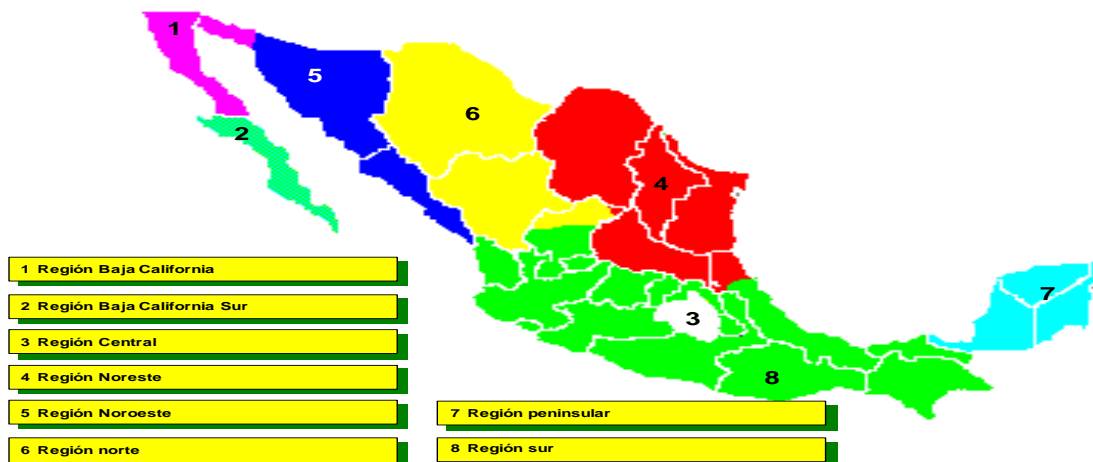 1
5
6
2
4
7
3
8
1 Región Baja California
2 Región Baja California Sur
3 Región Central
4 Región Noreste
5 Región Noroeste
6 Región norte
7 Región peninsular
8 Región sur